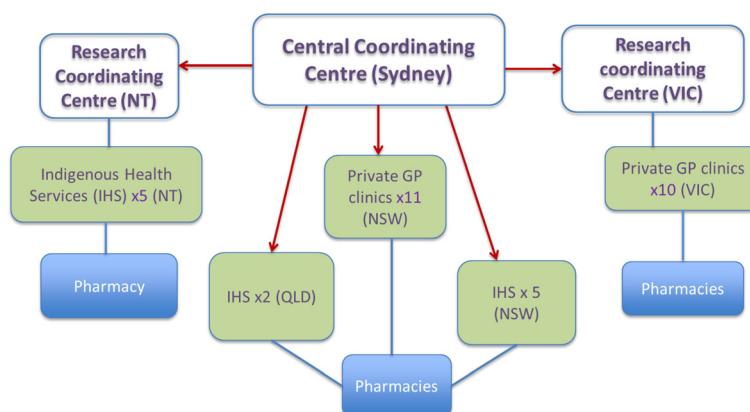 Research
Coordinating
Centre (NT)
Central Coordinating
Centre (Sydney)
Research
coordinating
Centre (VIC)
Indigenous Health
Services (IHS) x5 (NT)
Private GP
clinics x11
(NSW)
Private GP clinics
x10 (VIC)
Pharmacy
IHS x2 (QLD)
IHS x 5
(NSW)
Pharmacies
Pharmacies